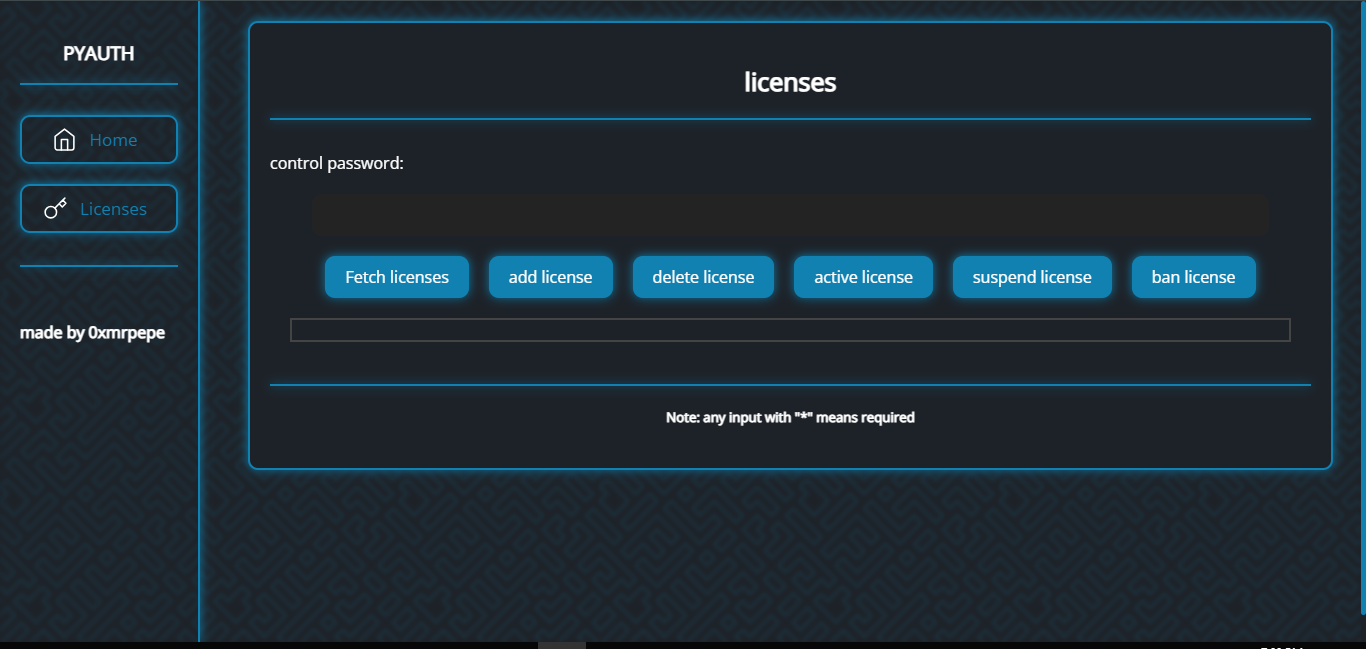 PYAUTH
Home
Licenses
made by 0xmrpepe
licenses
control password:
Fetch licenses
add license
delete license
active license
suspend license
ban license
Note: any input with "*" means required